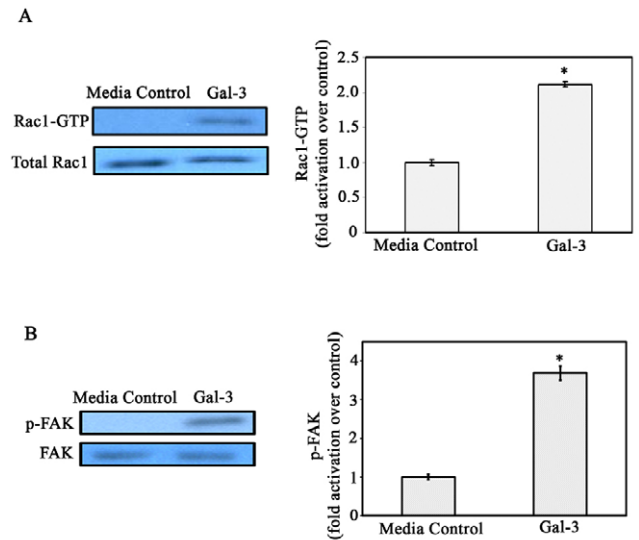 A
Media Control Gal-3
Rac1-GTP
Total Rac1
Rac1-GTP
(fold activation over control)
2.5
2.0
1.5
1.0
0.5
0
*
Media Control Gal-3
B
Media Control Gal-3
p-FAK
FAK
p-FAK
(fold activation over control)
4
3
2
1
0
*
Media Control Gal-3